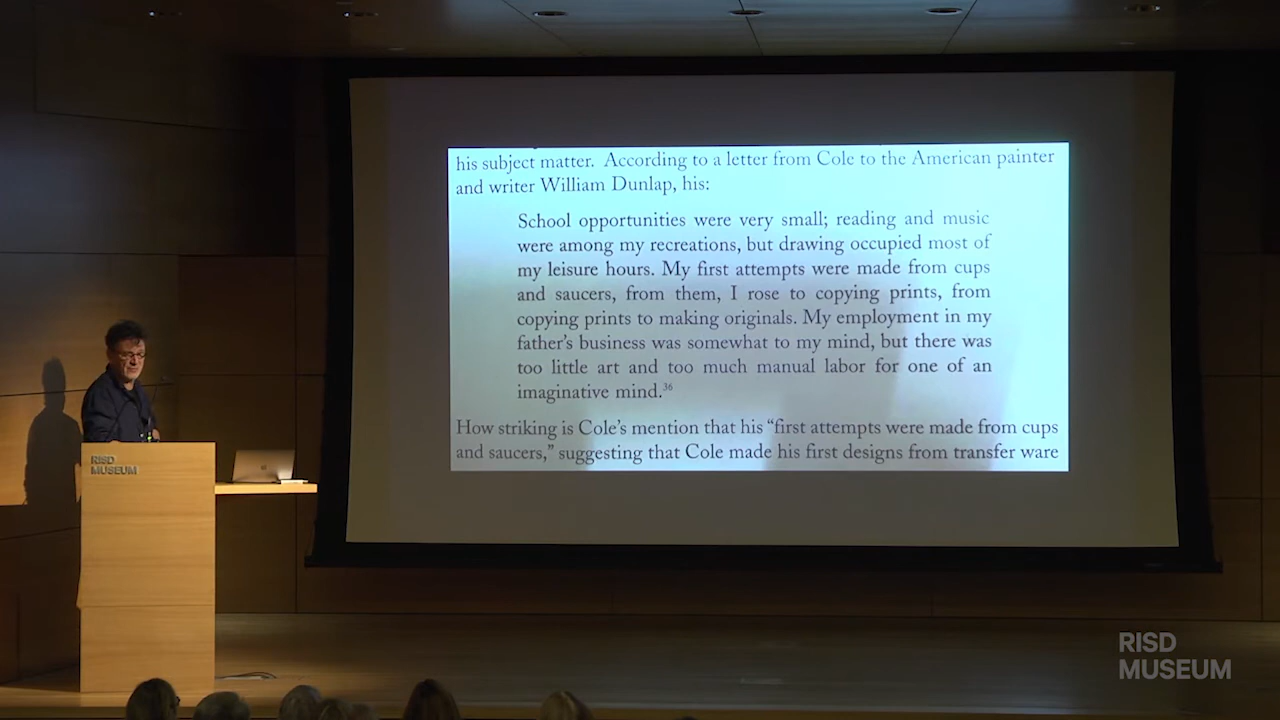 his subject matter. According to a letter from Cole to the American painter
and writer William Dunlap, his:
School opportunities were very small; reading and music
were among my recreations, but drawing occupied most of
my leisure hours. My first attempts were made from cups
and saucers, from them, I rose to copying prints, from
copying prints to making originals. My employment in my
father's business was somewhat to my mind, but there was
too little art and too much manual labor for one of an
imaginative mind.36
How striking is Cole's mention that his “first attempts were made from cups
and saucers,” suggesting that Cole made his first designs from transfer ware
RISD
MUSEUM
RISD
MUSEUM